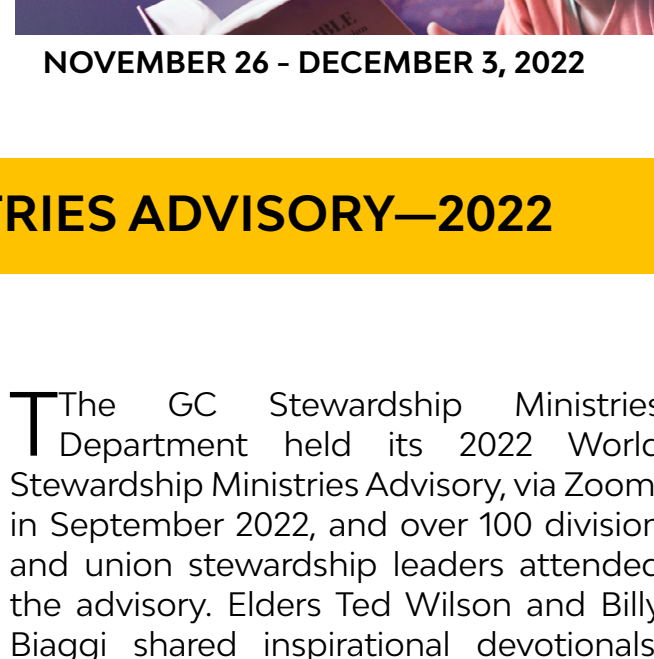 BIBLE
NOVEMBER 26 - DECEMBER 3, 2022
TRIES ADVISORY—2022
TThe GC Stewardship Ministries
Department held its 2022 World
Stewardship Ministries Advisory, via Zoom
in September 2022, and over 100 division
and union stewardship leaders attended
the advisory. Elders Ted Wilson and Billy
Biaggi shared inspirational devotionals